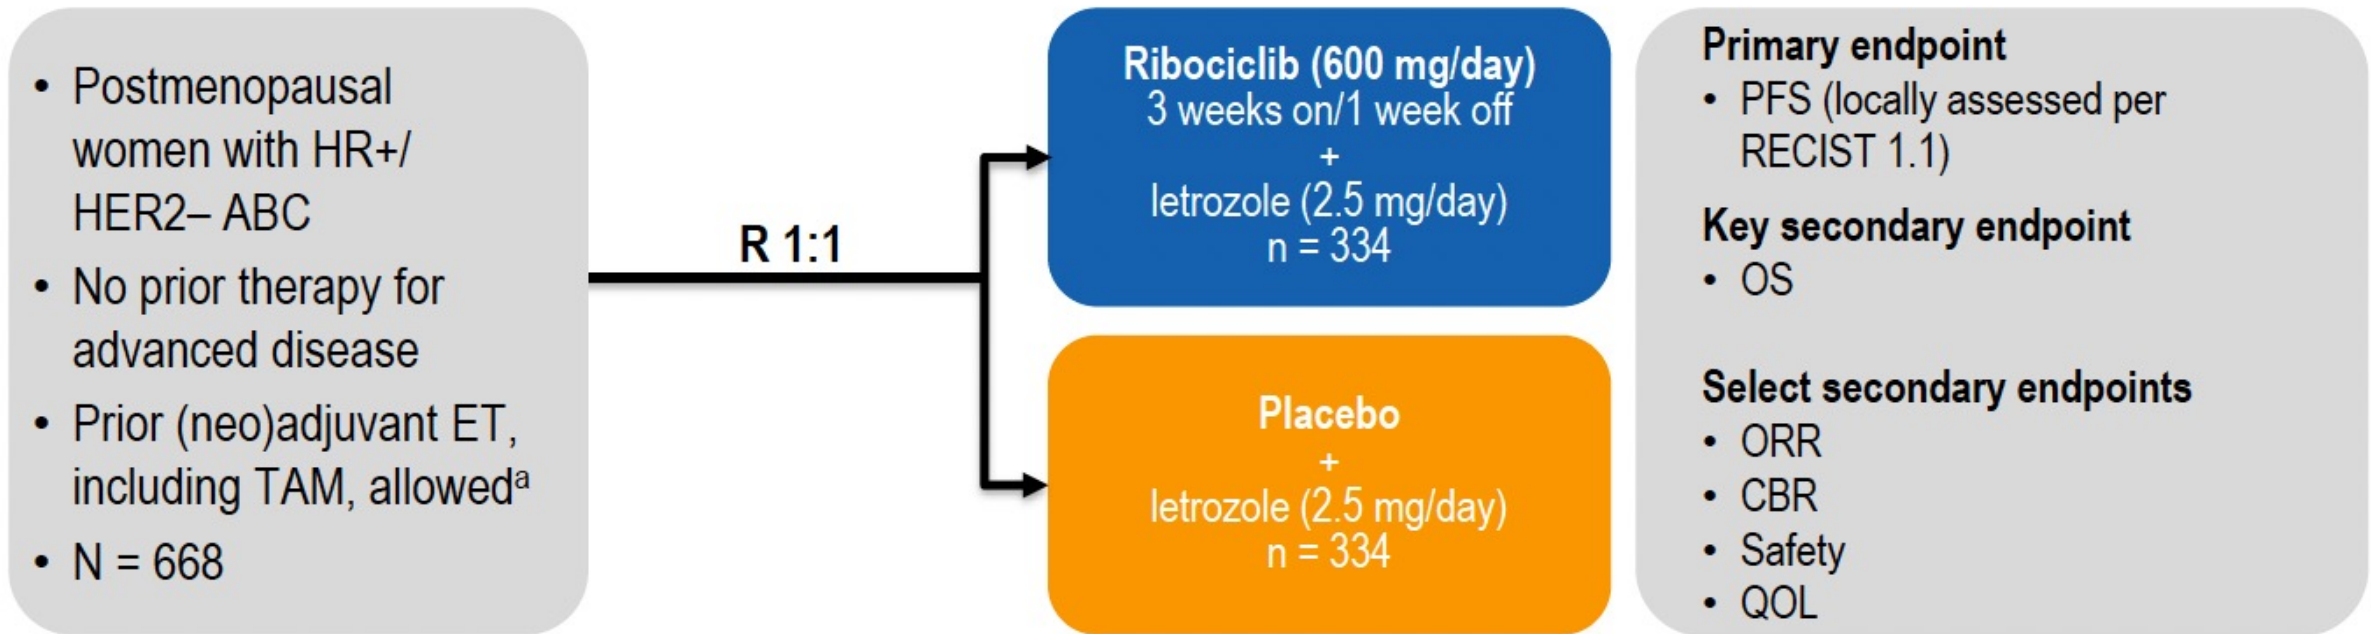 • Postmenopausal
women with HR+/
HER2– ABC
• No prior therapy for
advanced disease
• Prior (neo)adjuvant ET,
including TAM, allowedᵃ
• N = 668
R 1:1
Ribociclib (600 mg/day)
3 weeks on/1 week off
+
letrozole (2.5 mg/day)
n = 334
Placebo
+
letrozole (2.5 mg/day)
n = 334
Primary endpoint
• PFS (locally assessed per
RECIST 1.1)
Key secondary endpoint
• OS
Select secondary endpoints
• ORR
• CBR
• Safety
• QOL